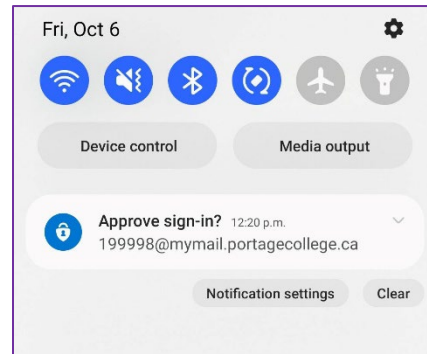 Fri, Oct 6
Device control
Media output
Approve sign-in? 12:20 p.m.
199998@mymail.portagecollege.ca
Notification settings
Clear